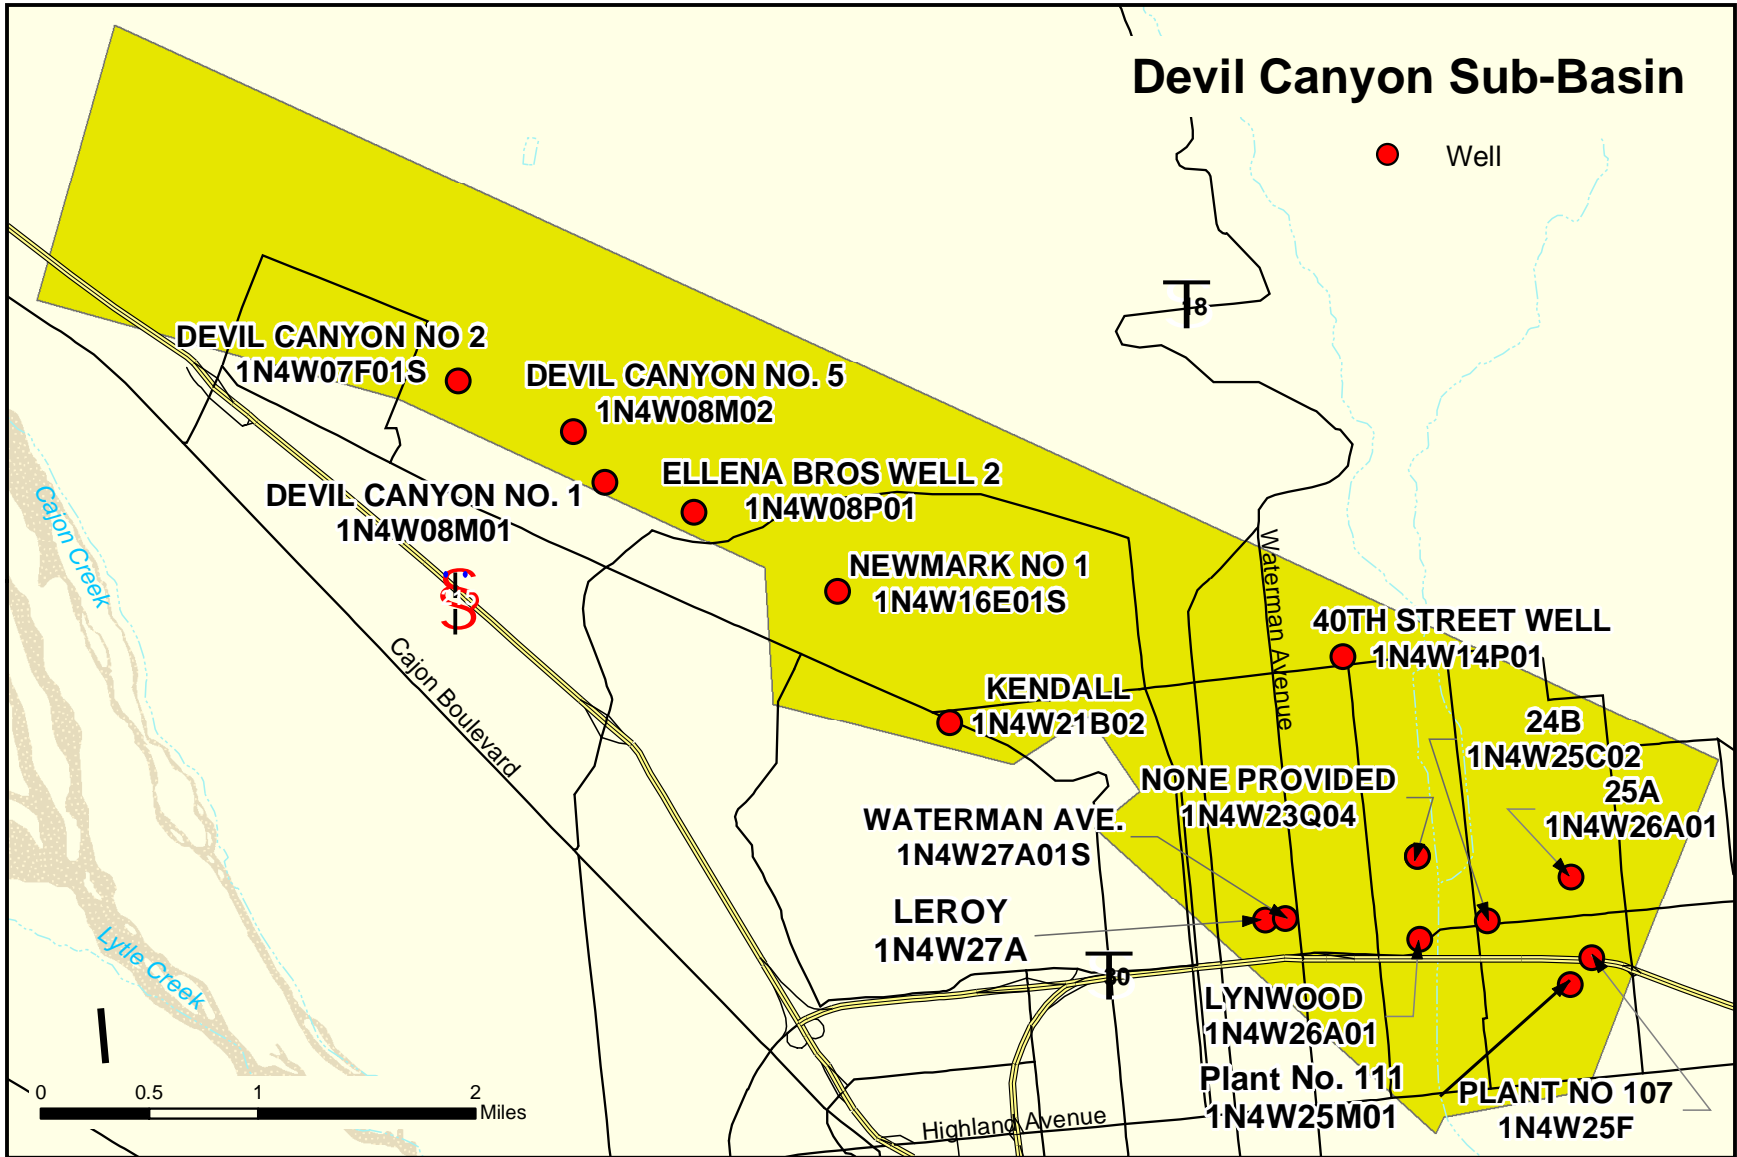 Devil Canyon Sub-Basin
Well
18
DEVIL CANYON NO 2
1N4W07F01S
DEVIL CANYON NO. 5
1N4W08M02
ELLENA BROS WELL 2
1N4W08P01
DEVIL CANYON NO. 1
1N4W08M01
Cajon Creek
NEWMARK NO 1
1N4W16E01S
Waterman Avenue
40TH STREET WELL
1N4W14P01
Cajon Boulevard
KENDALL
1N4W21B02
24B
1N4W25C02
25A
1N4W26A01
NONE PROVIDED
1N4W23Q04
WATERMAN AVE.
1N4W27A01S
LEROY
1N4W27A
Lytle Creek
30
LYNWOOD
1N4W26A01
Plant No. 111
1N4W25M01
PLANT NO 107
1N4W25F
Highland Avenue
0 0.5 1 2
Miles